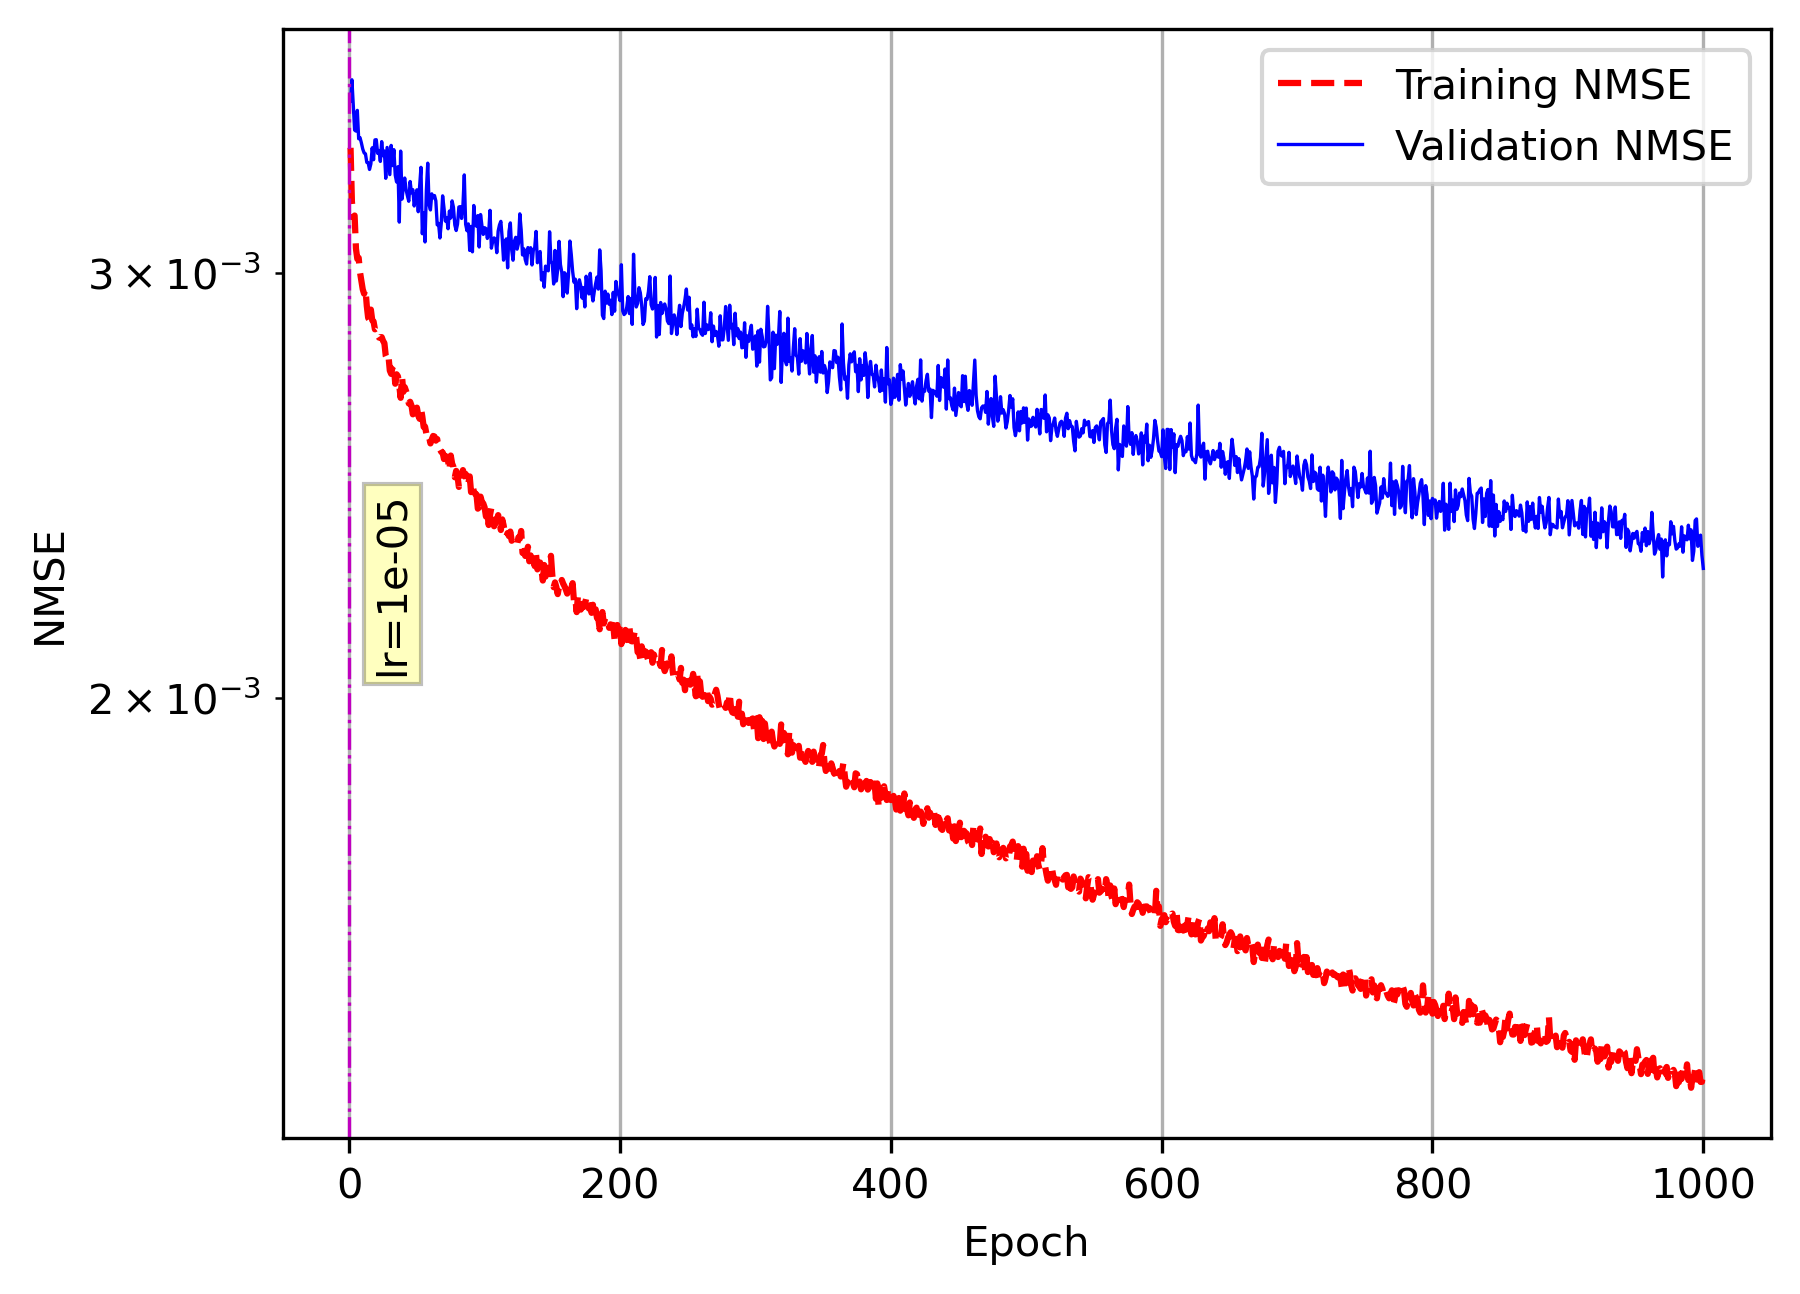 Training NMSE
Validation NMSE
3 × 10⁻³
2 × 10⁻³
NMSE
lr=1e-05
0 200 400 600 800 1000
Epoch